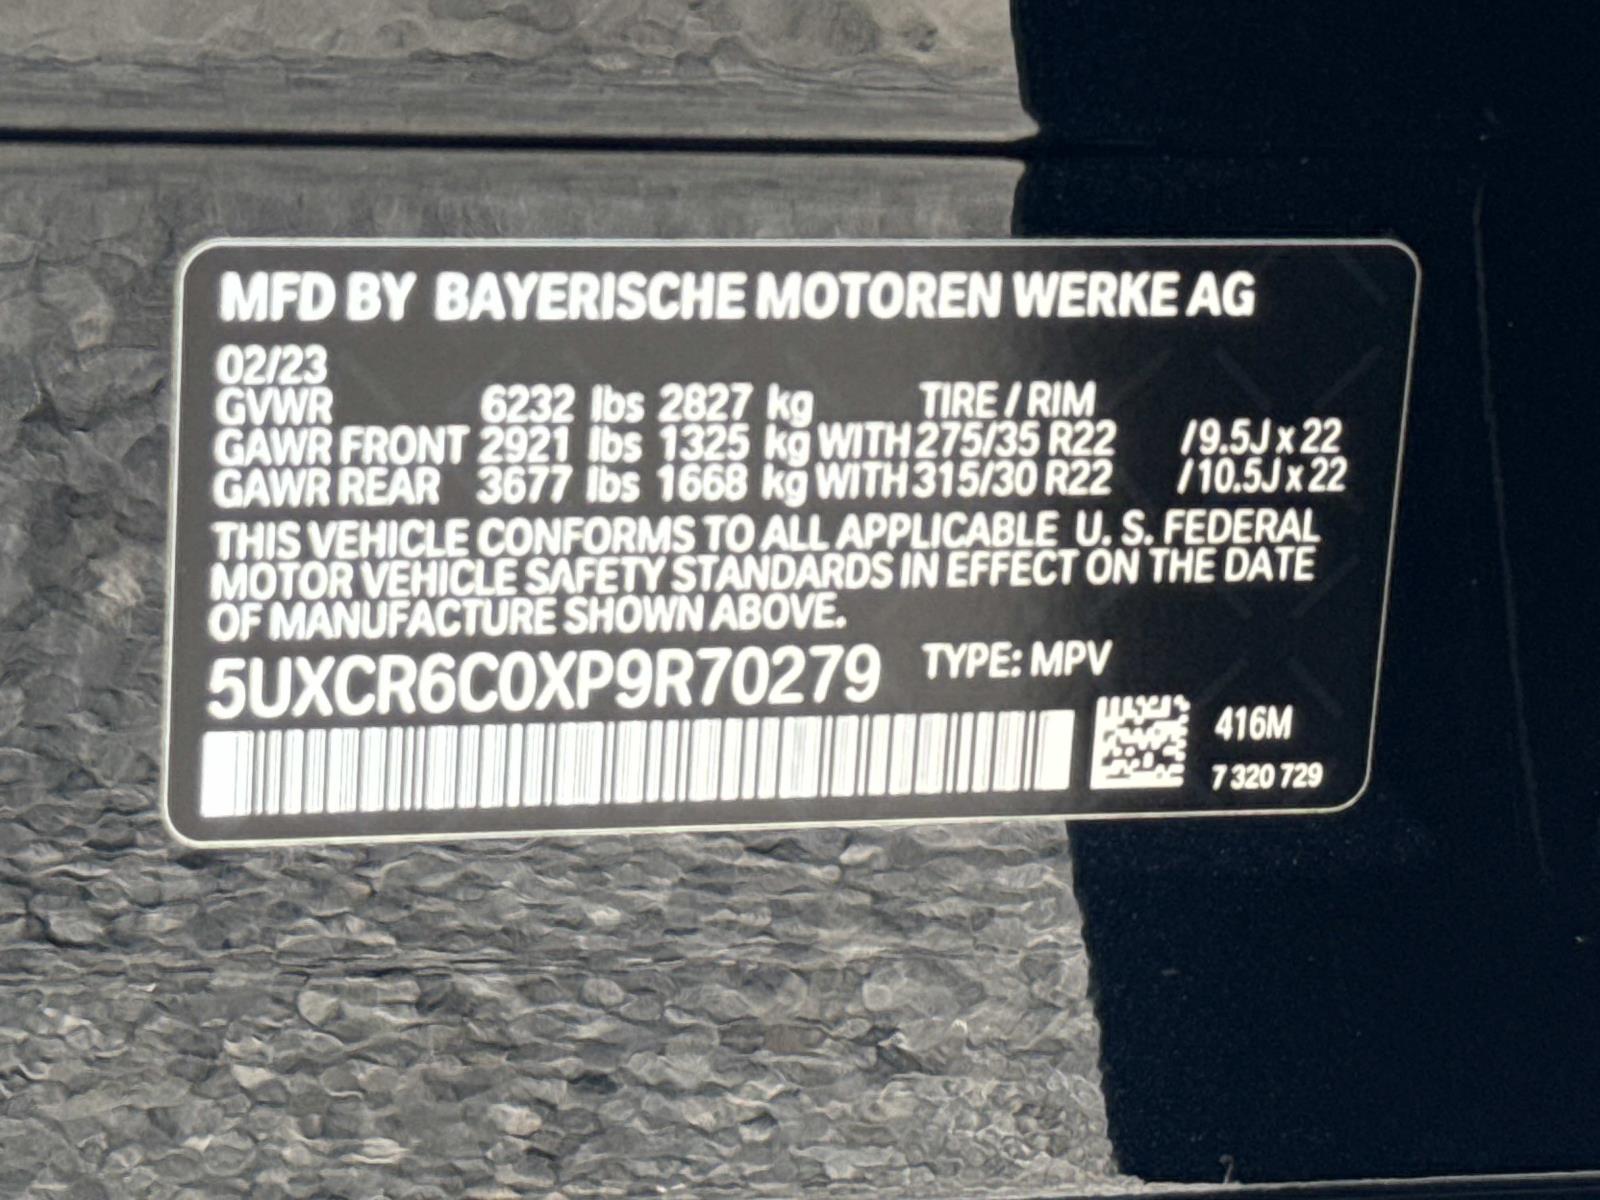 MFD BY BAYERISCHE MOTOREN WERKE AG
02/23
GVWR 6232 lbs 2827 kg TIRE / RIM
GAWR FRONT 2921 lbs 1325 kg WITH 275/35 R22 / 9.5J x 22
GAWR REAR 3677 lbs 1668 kg WITH 315/30 R22 / 10.5J x 22
THIS VEHICLE CONFORMS TO ALL APPLICABLE U. S. FEDERAL
MOTOR VEHICLE SAFETY STANDARDS IN EFFECT ON THE DATE
OF MANUFACTURE SHOWN ABOVE.
5UXCR6C0XP9R70279 TYPE: MPV
416M
7 320 729